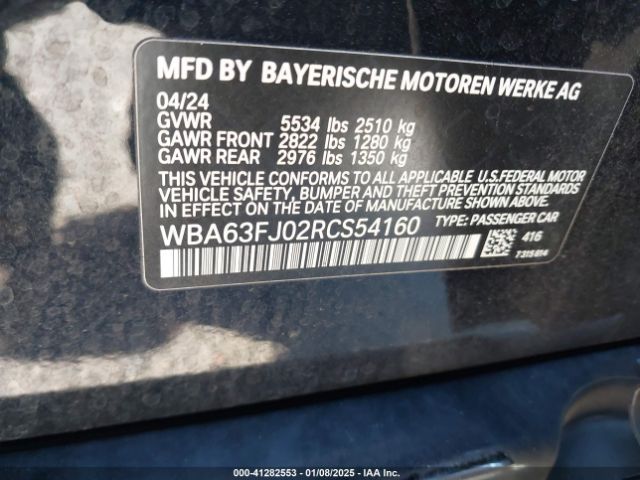 MFD BY BAYERISCHE MOTOREN WERKE AG
04/24
GVWR 5534 lbs 2510 kg
GAWR FRONT 2822 lbs 1280 kg
GAWR REAR 2976 lbs 1350 kg
THIS VEHICLE CONFORMS TO ALL APPLICABLE U.S.FEDERAL MOTOR
VEHICLE SAFETY, BUMPER AND THEFT PREVENTION STANDARDS
IN EFFECT ON THE DATE OF MANUFACTURE SHOWN ABOVE.
WBA63FJ02RCS54160 TYPE: PASSENGER CAR
416
7315614
000-41282553 - 01/08/2025 - IAA Inc.